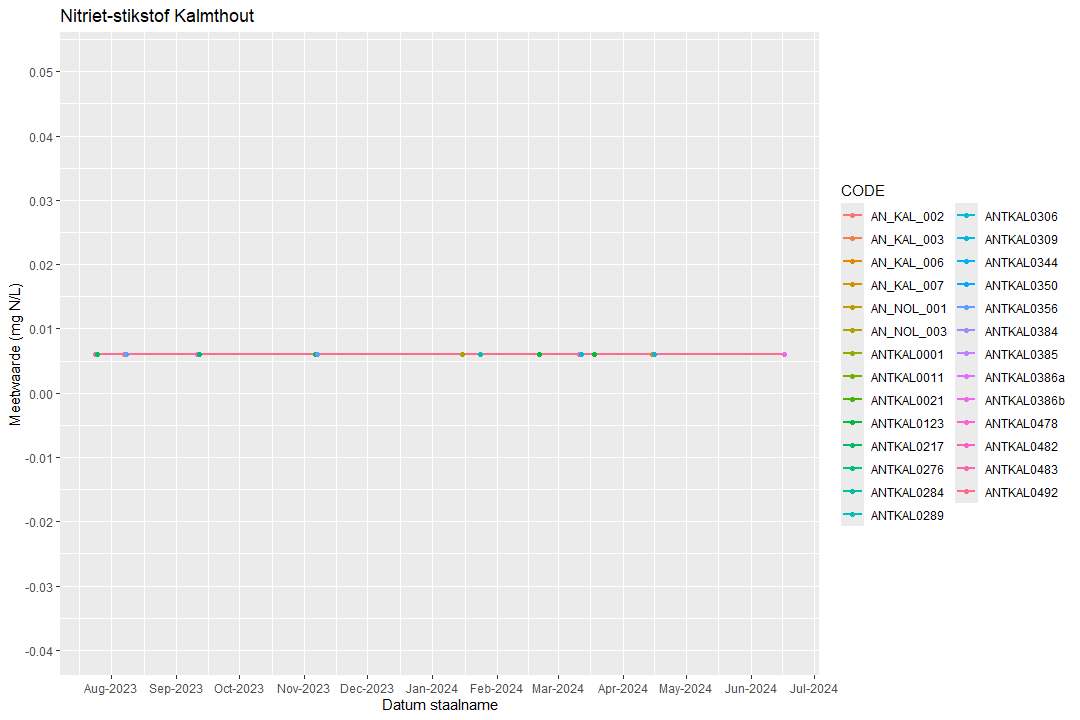 Nitriet-stikstof Kalmthout
Meetwaarde (mg N/L)
0.05
0.04
0.03
0.02
0.01
0.00
-0.01
-0.02
-0.03
-0.04
Aug-2023 Sep-2023 Oct-2023 Nov-2023 Dec-2023 Jan-2024 Feb-2024 Mar-2024 Apr-2024 May-2024 Jun-2024 Jul-2024
Datum staalname
CODE
AN_KAL_002
AN_KAL_003
AN_KAL_006
AN_KAL_007
AN_NOL_001
AN_NOL_003
ANTKAL0001
ANTKAL0011
ANTKAL0021
ANTKAL0123
ANTKAL0217
ANTKAL0276
ANTKAL0284
ANTKAL0289
ANTKAL0306
ANTKAL0309
ANTKAL0344
ANTKAL0350
ANTKAL0356
ANTKAL0384
ANTKAL0385
ANTKAL0386a
ANTKAL0386b
ANTKAL0478
ANTKAL0482
ANTKAL0483
ANTKAL0492